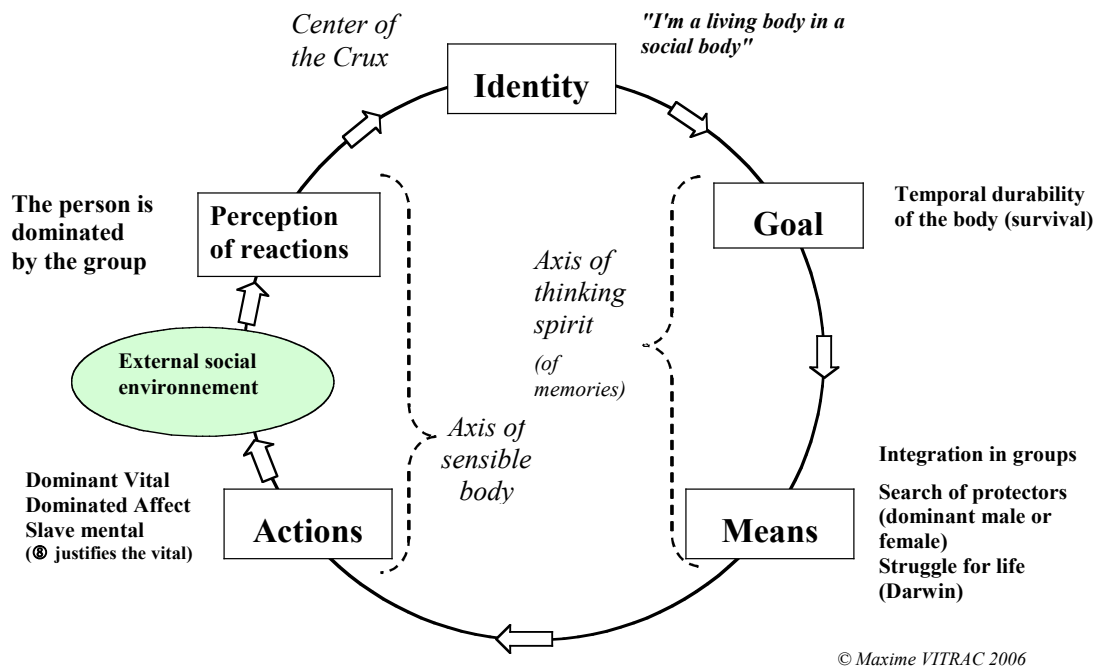 Center of
the Crux
Identity
"I'm a living body in a
social body"
The person is
dominated
by the group
Perception
of reactions
Goal
Temporal durability
of the body (survival)
Axis of
thinking
spirit
(of
memories)
External social
environnement
Axis of
sensible
body
Dominant Vital
Dominated Affect
Slave mental
(⑧ justifies the vital)
Actions
Means
Integration in groups
Search of protectors
(dominant male or
female)
Struggle for life
(Darwin)
© Maxime VITRAC 2006